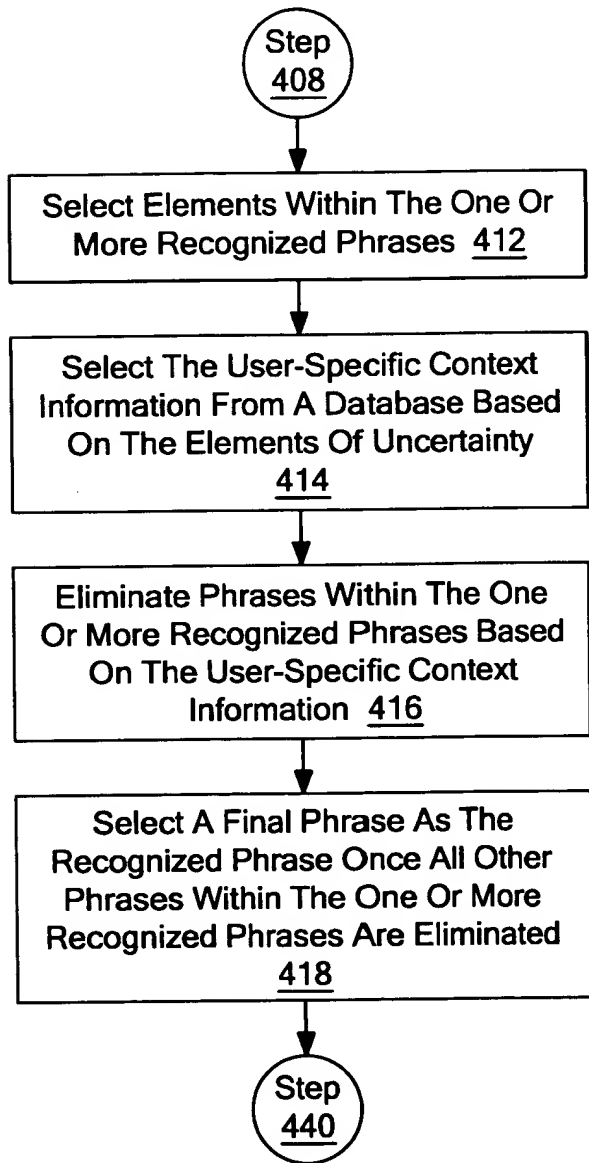 Step
408
Select Elements Within The One Or
More Recognized Phrases 412
Select The User-Specific Context
Information From A Database Based
On The Elements Of Uncertainty
414
Eliminate Phrases Within The One
Or More Recognized Phrases Based
On The User-Specific Context
Information 416
Select A Final Phrase As The
Recognized Phrase Once All Other
Phrases Within The One Or More
Recognized Phrases Are Eliminated
418
Step
440